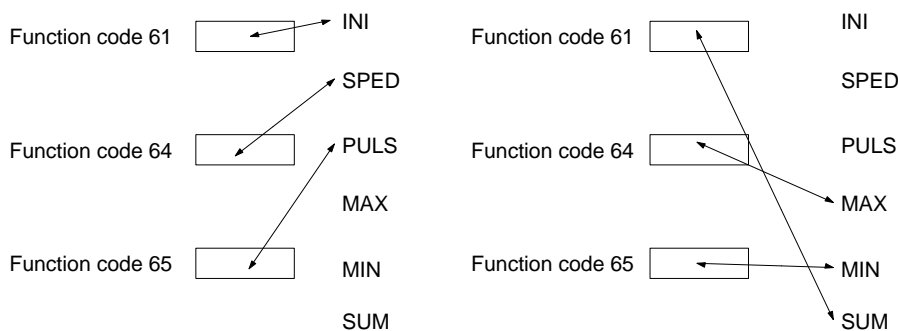 INI
Function code 61
SPED
Function code 64
PULS
MAX
Function code 65
MIN
SUM
INI
Function code 61
SPED
Function code 64
PULS
MAX
Function code 65
MIN
SUM